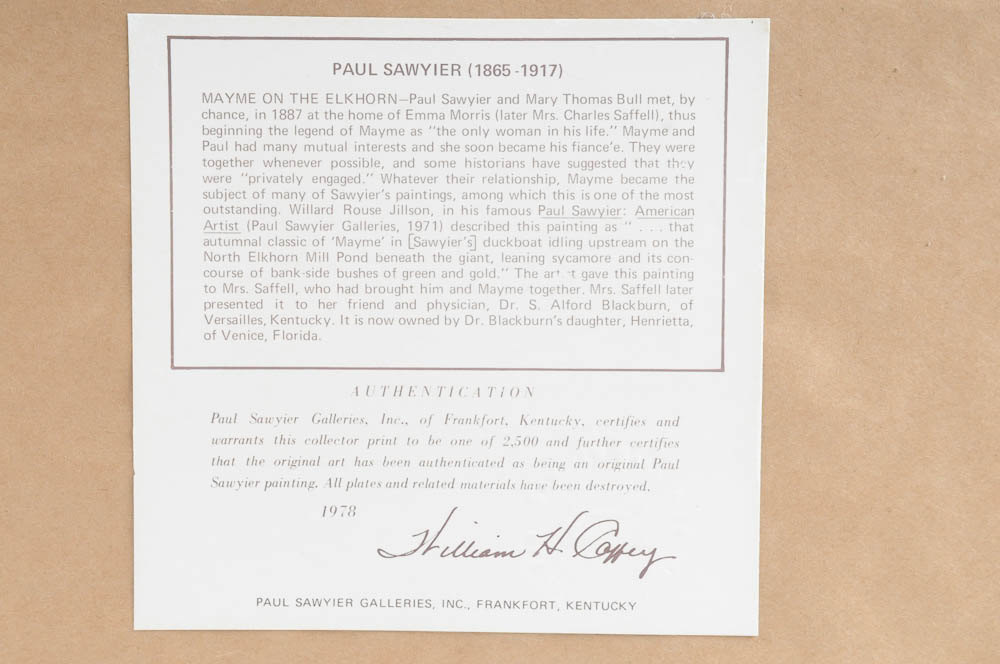 PAUL SAWYIER (1865-1917)
MAYME ON THE ELKHORN—Paul Sawyier and Mary Thomas Bull met, by
chance, in 1887 at the home of Emma Morris (later Mrs. Charles Saffell), thus
beginning the legend of Mayme as "the only woman in his life." Mayme and
Paul had many mutual interests and she soon became his fiance'e. They were
together whenever possible, and some historians have suggested that they
were "privately engaged." Whatever their relationship, Mayme became the
subject of many of Sawyier's paintings, among which this is one of the most
outstanding. Willard Rouse Jillson, in his famous Paul Sawyier: American
Artist (Paul Sawyier Galleries, 1971) described this painting as " . . . that
autumnal classic of 'Mayme' in [Sawyier's] duckboat idling upstream on the
North Elkhorn Mill Pond beneath the giant, leaning sycamore and its con-
course of bank-side bushes of green and gold." The artist gave this painting
to Mrs. Saffell, who had brought him and Mayme together. Mrs. Saffell later
presented it to her friend and physician, Dr. S. Alford Blackburn, of
Versailles, Kentucky. It is now owned by Dr. Blackburn's daughter, Henrietta,
of Venice, Florida.
AUTHENTICATION
Paul Sawyier Galleries, Inc., of Frankfort, Kentucky, certifies and
warrants this collector print to be one of 2,500 and further certifies
that the original art has been authenticated as being an original Paul
Sawyier painting. All plates and related materials have been destroyed.
1978
William H. Coffey
PAUL SAWYIER GALLERIES, INC., FRANKFORT, KENTUCKY